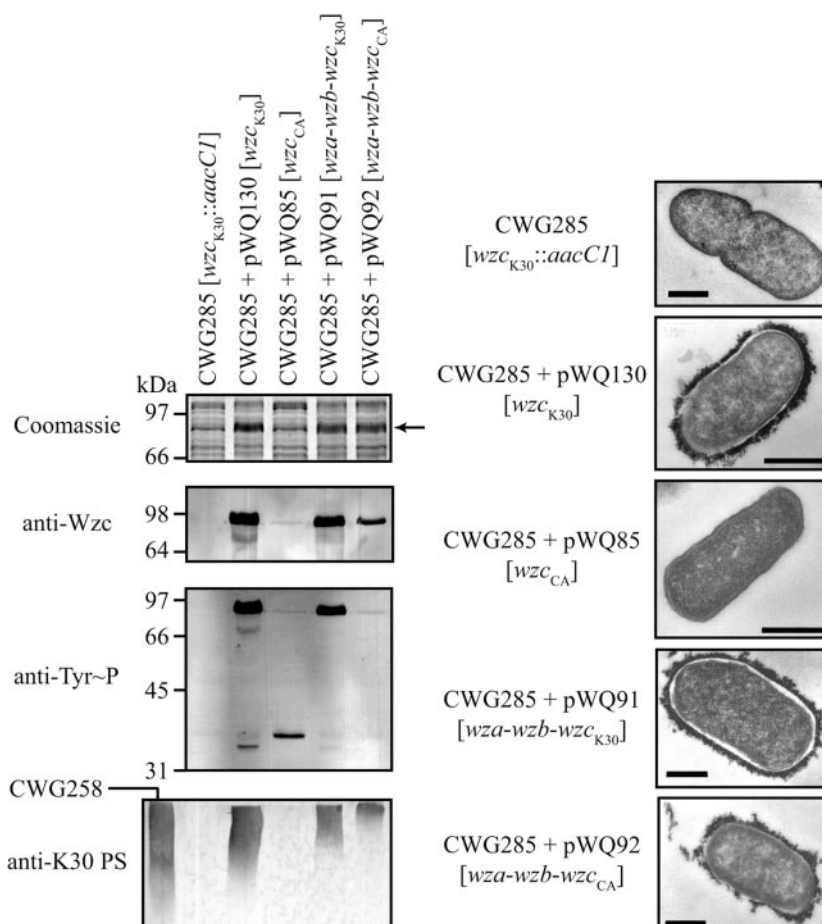 CWG285 [wzcK30::aacC1]
CWG285 + pWQ130 [wzcK30]
CWG285 + pWQ85 [wzcCA]
CWG285 + pWQ91 [wza-wzb-wzcK30]
CWG285 + pWQ92 [wza-wzb-wzcCA]
kDa
Coomassie
97
66
anti-Wzc
98
64
anti-Tyr~P
97
66
45
31
CWG258
anti-K30 PS
CWG285
[wzcK30::aacC1]
CWG285 + pWQ130
[wzcK30]
CWG285 + pWQ85
[wzcCA]
CWG285 + pWQ91
[wza-wzb-wzcK30]
CWG285 + pWQ92
[wza-wzb-wzcCA]